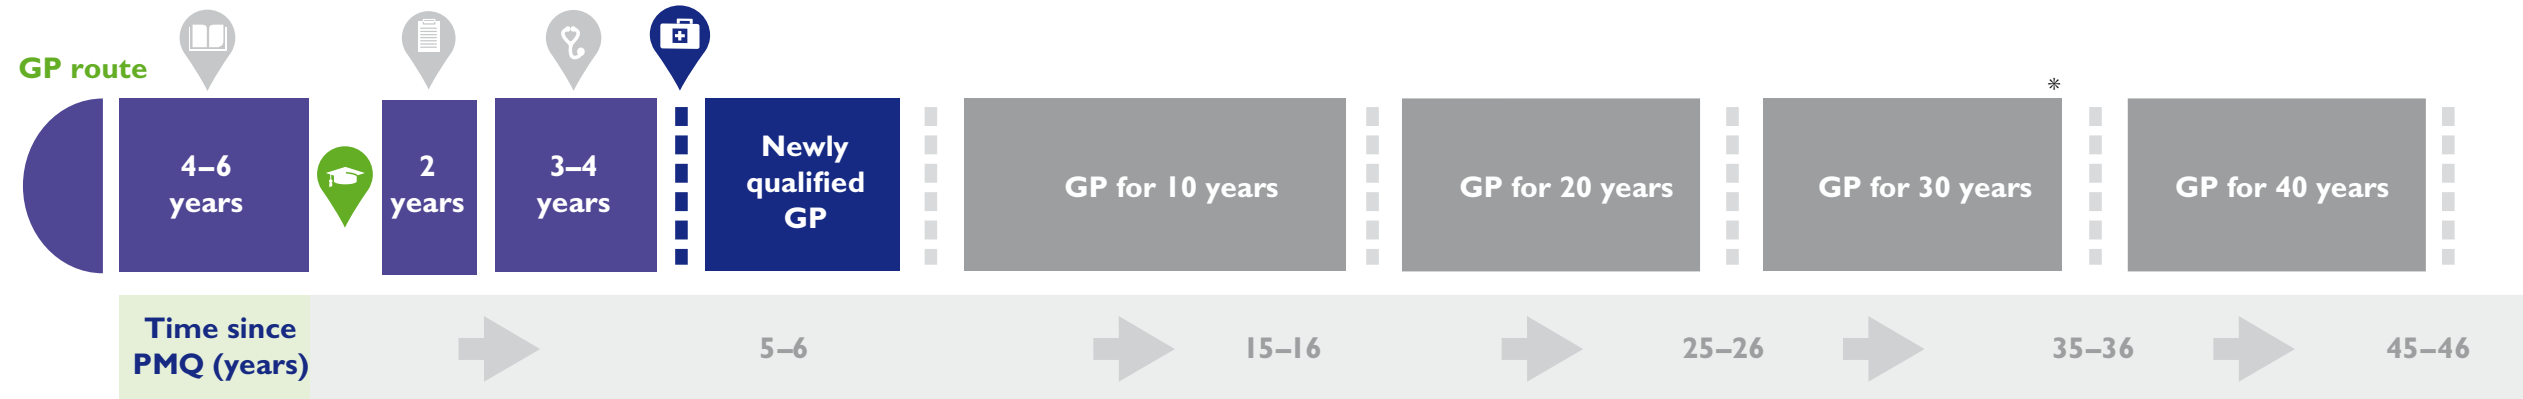 GP route
*
4–6
years
2
years
3–4
years
Newly
qualified
GP
GP for 10 years
GP for 20 years
GP for 30 years
GP for 40 years
Time since
PMQ (years)
5–6
15–16
25–26
35–36
45–46